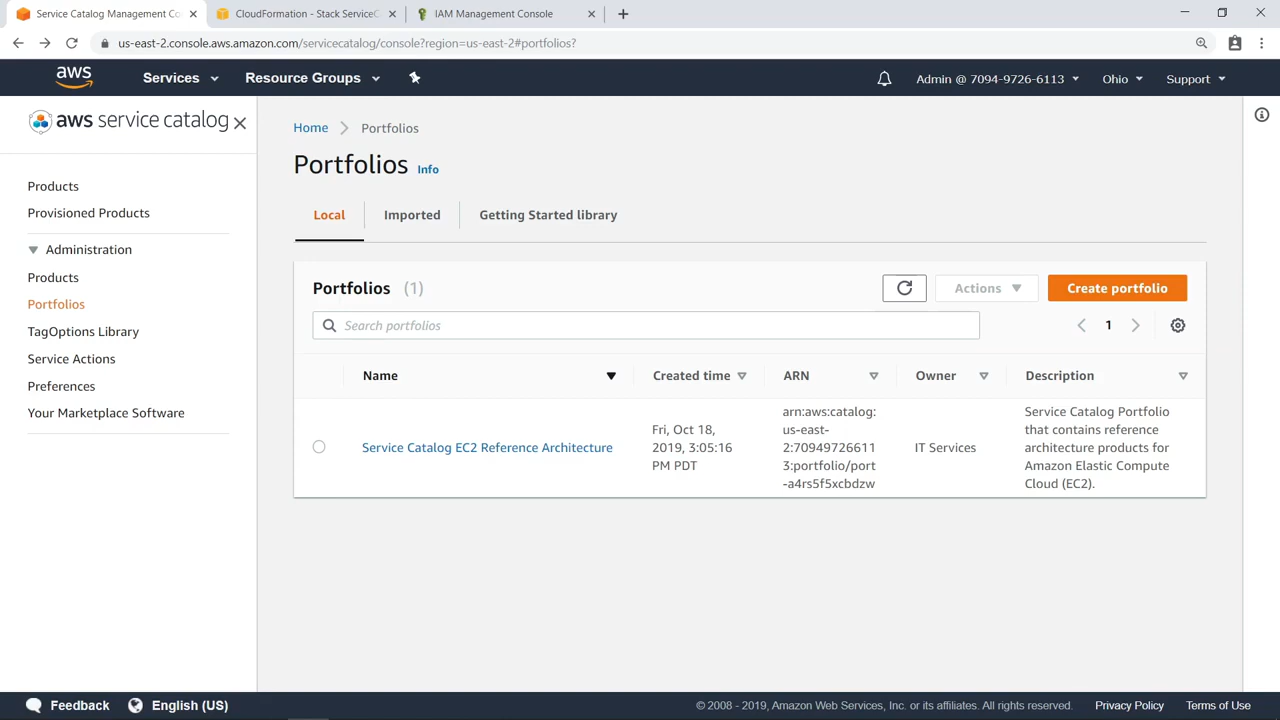 Service Catalog Management Co
CloudFormation - Stack ServiceC
IAM Management Console
us-east-2.console.aws.amazon.com/servicecatalog/console?region=us-east-2#portfolios?
aws
Services
Resource Groups
Admin @ 7094-9726-6113
Ohio
Support
aws service catalog
Products
Provisioned Products
Administration
Products
Portfolios
TagOptions Library
Service Actions
Preferences
Your Marketplace Software
Home
Portfolios
Portfolios Info
Local
Imported
Getting Started library
Portfolios (1)
Actions
Create portfolio
Search portfolios
1
Name
Created time
ARN
Owner
Description
Service Catalog EC2 Reference Architecture
Fri, Oct 18,
2019, 3:05:16
PM PDT
arn:aws:catalog:
us-east-
2:70949726611
3:portfolio/port
-a4rs5f5xcbdzw
IT Services
Service Catalog Portfolio
that contains reference
architecture products for
Amazon Elastic Compute
Cloud (EC2).
Feedback
English (US)
© 2008 - 2019, Amazon Web Services, Inc. or its affiliates. All rights reserved.
Privacy Policy
Terms of Use